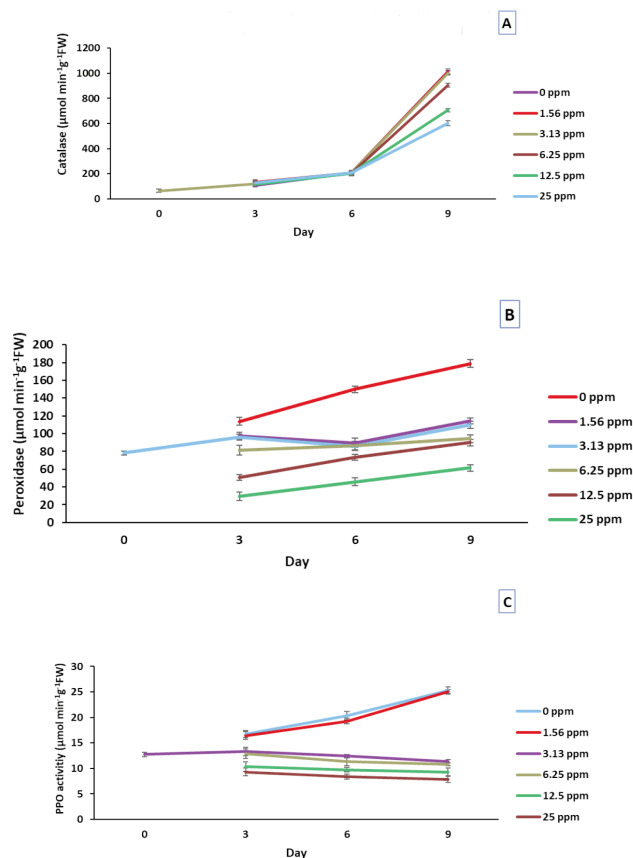 A
Catalase (µmol min⁻¹g⁻¹FW)
1200
1000
800
600
400
200
0
0 3 6 9
Day
0 ppm
1.56 ppm
3.13 ppm
6.25 ppm
12.5 ppm
25 ppm
B
Peroxidase (µmol min⁻¹g⁻¹FW)
200
180
160
140
120
100
80
60
40
20
0
0 3 6 9
Day
0 ppm
1.56 ppm
3.13 ppm
6.25 ppm
12.5 ppm
25 ppm
C
PPO activitiy (µmol min⁻¹g⁻¹FW)
30
25
20
15
10
5
0
0 3 6 9
Day
0 ppm
1.56 ppm
3.13 ppm
6.25 ppm
12.5 ppm
25 ppm